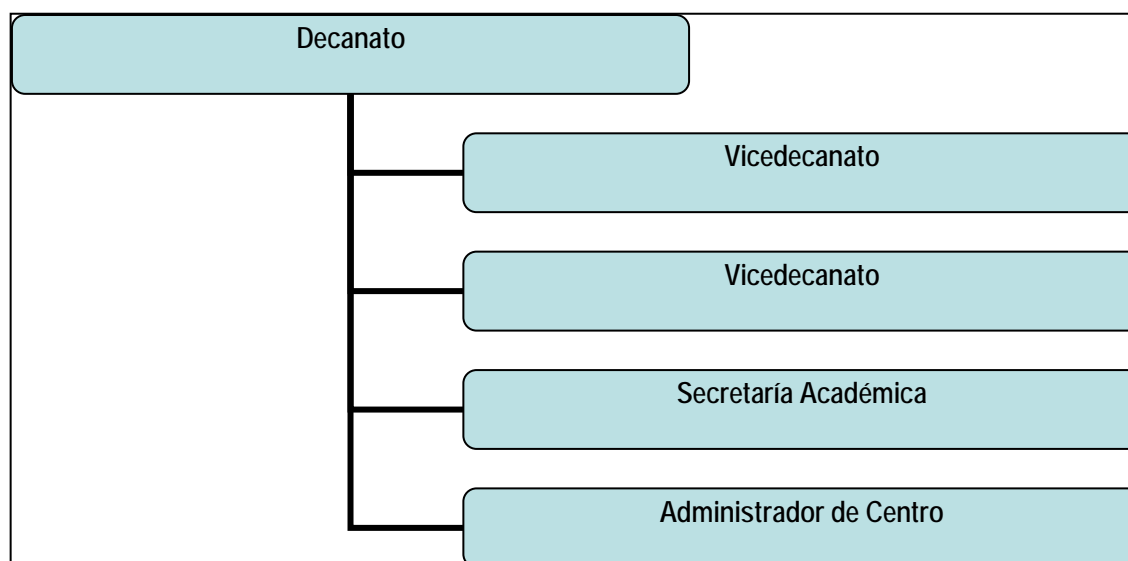 Decanato
Vicedecanato
Vicedecanato
Secretaría Académica
Administrador de Centro